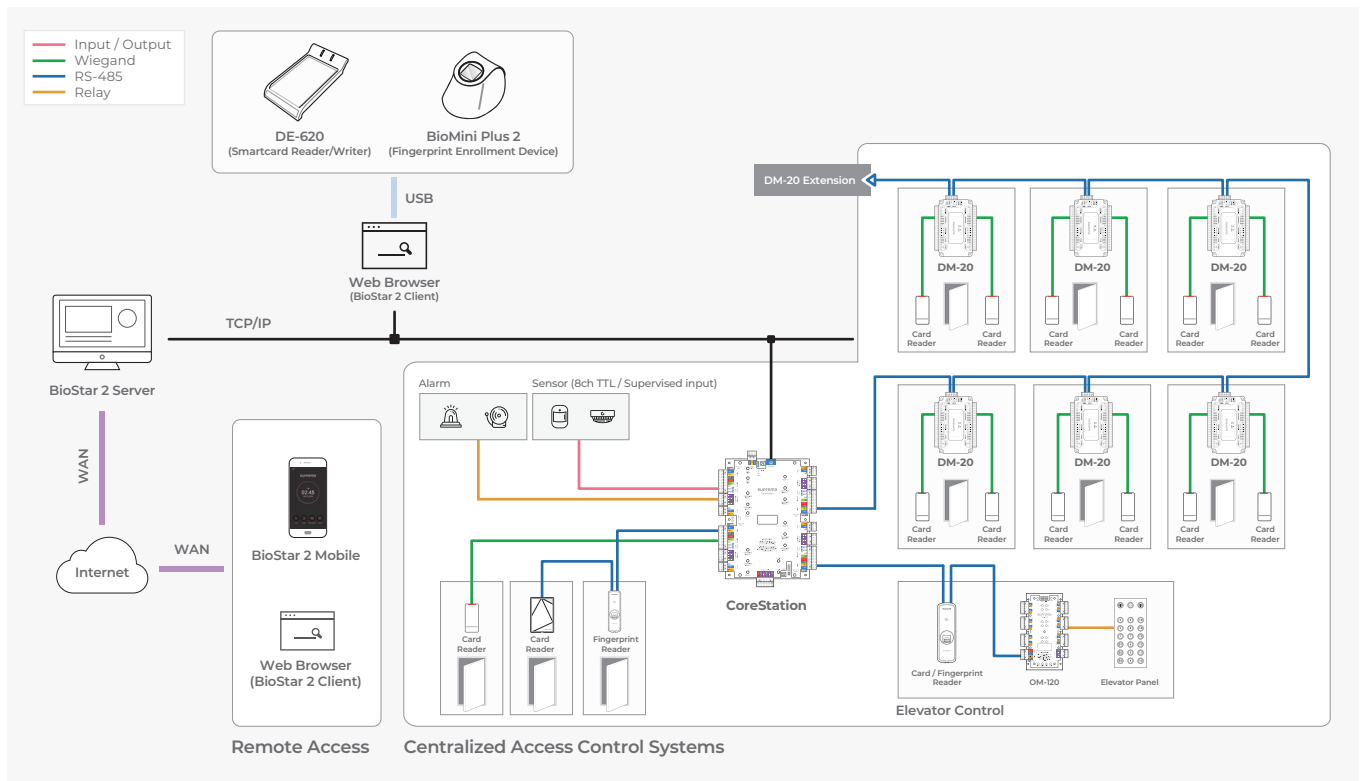 Input / Output
Wiegand
RS-485
Relay
DE-620
(Smartcard Reader/Writer)
BioMini Plus 2
(Fingerprint Enrollment Device)
USB
Web Browser
(BioStar 2 Client)
TCP/IP
BioStar 2 Server
WAN
Internet
WAN
BioStar 2 Mobile
Web Browser
(BioStar 2 Client)
Remote Access
DM-20 Extension
DM-20
Card
Reader
Card
Reader
DM-20
Card
Reader
Card
Reader
DM-20
Card
Reader
Card
Reader
DM-20
Card
Reader
Card
Reader
DM-20
Card
Reader
Card
Reader
DM-20
Card
Reader
Card
Reader
Alarm
Sensor (8ch TTL / Supervised input)
CoreStation
Card
Reader
Card
Reader
Fingerprint
Reader
Card / Fingerprint
Reader
OM-120
Elevator Panel
Elevator Control
Centralized Access Control Systems